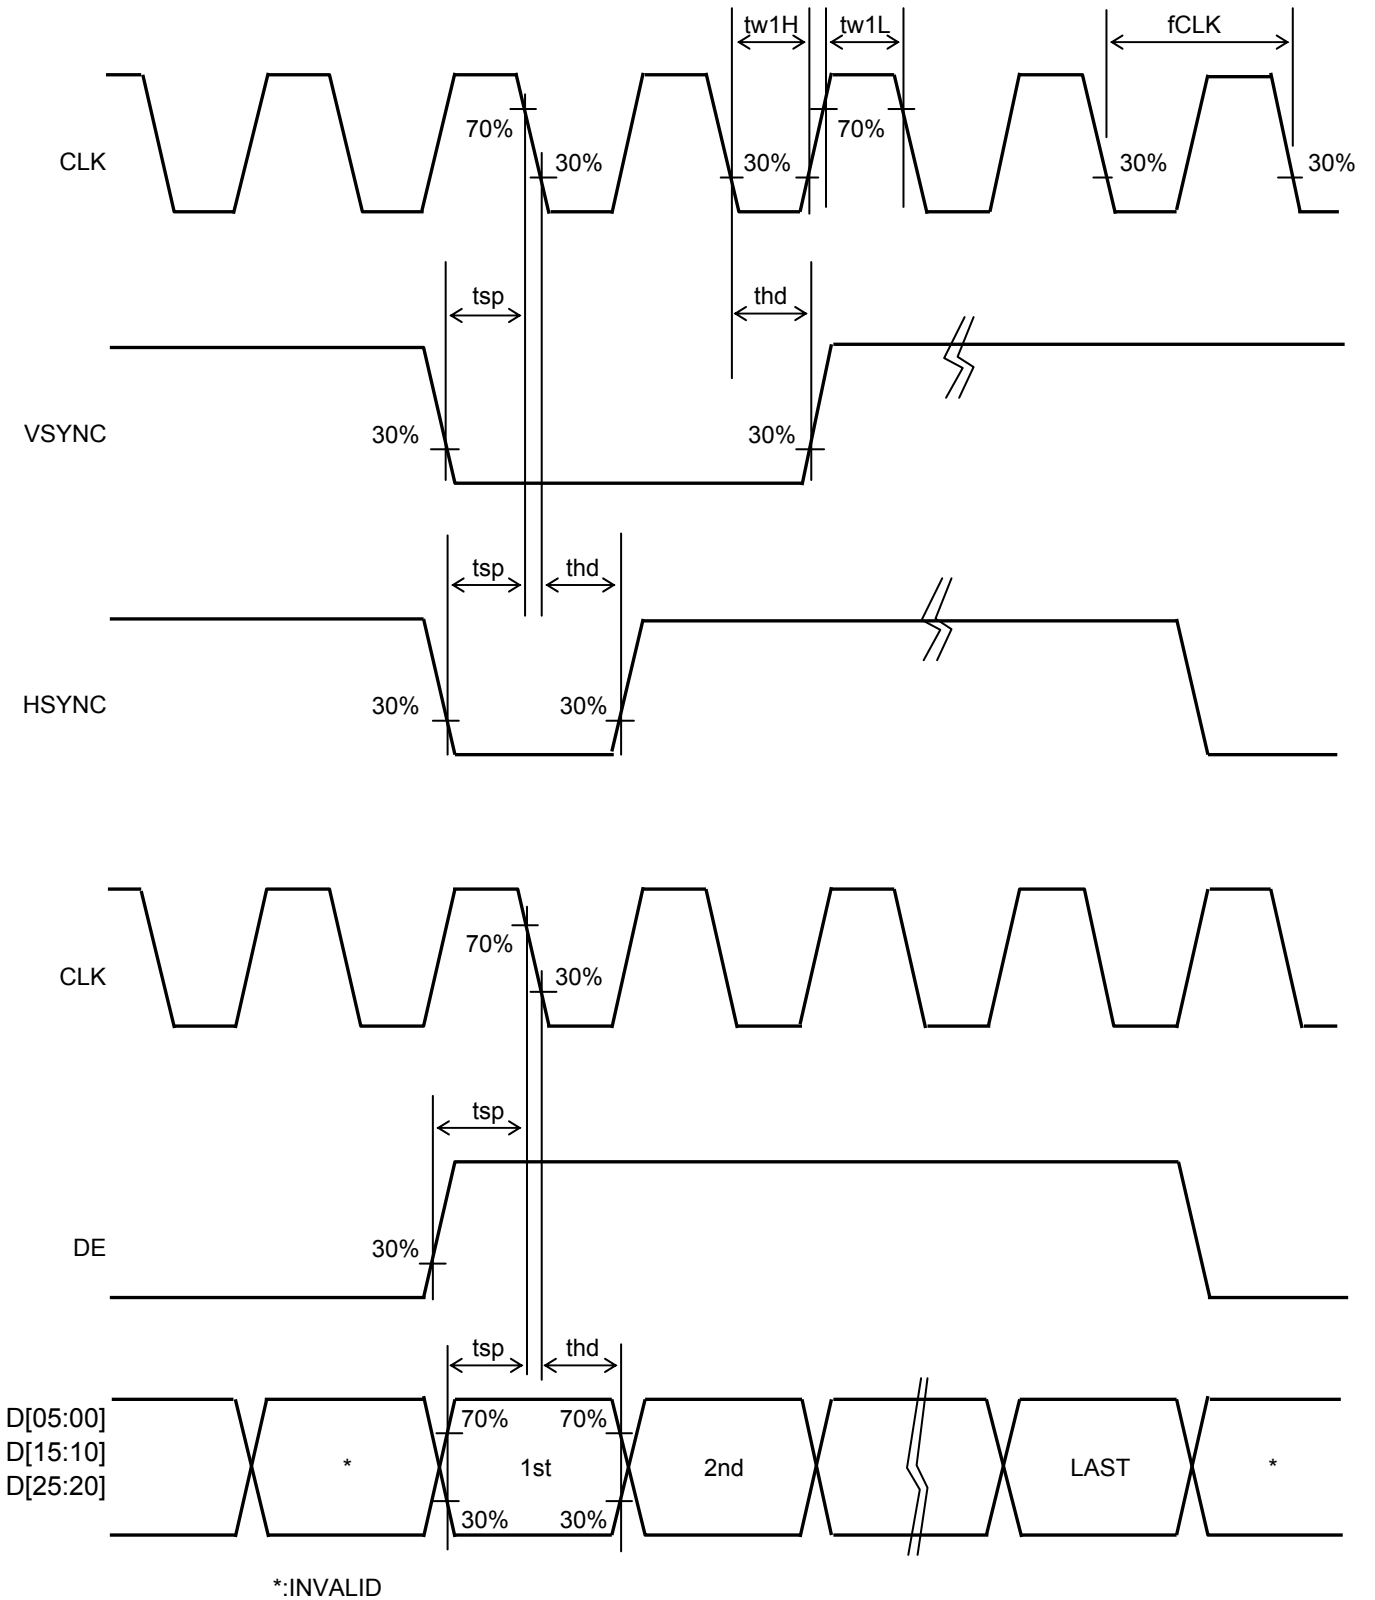 tw1H tw1L fCLK
70% 70%
CLK 30% 30% 30% 30%
tsp thd
VSYNC 30% 30%
tsp thd
HSYNC 30% 30%
70%
CLK 30%
tsp
DE 30%
tsp thd
D[05:00] 70% 70%
D[15:10]
* 1st 2nd LAST *
D[25:20]
30% 30%
*:INVALID